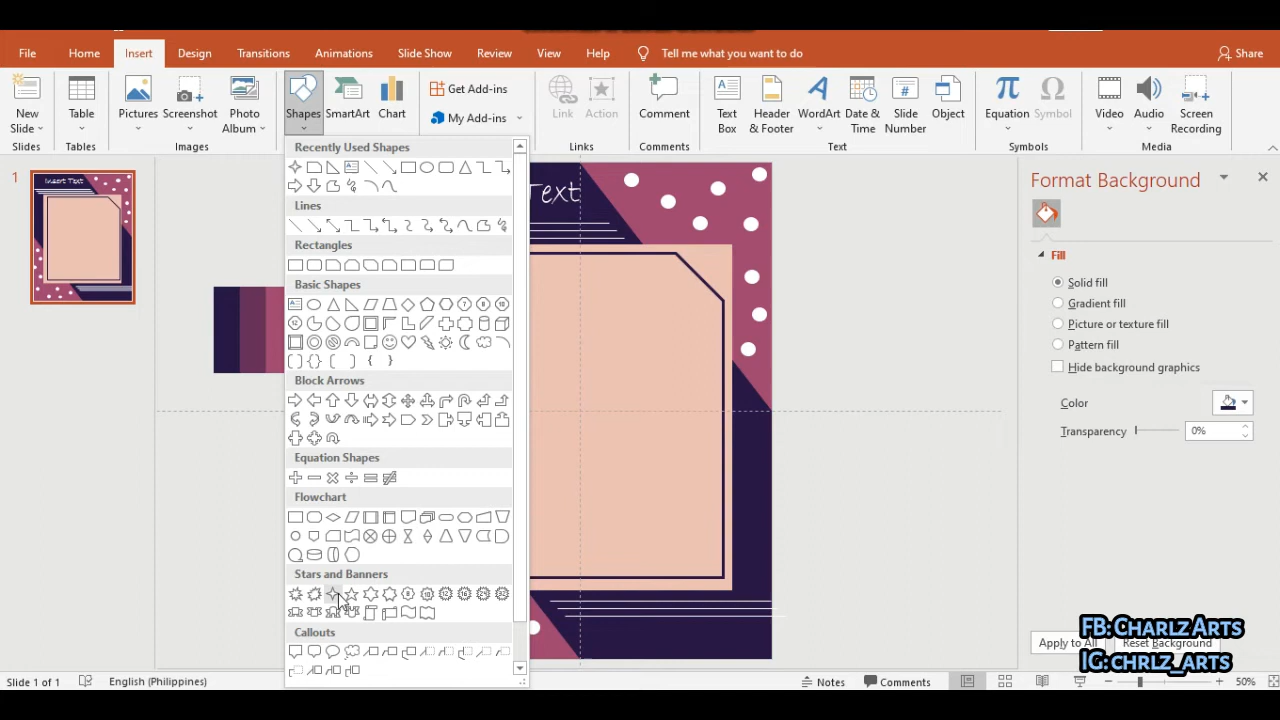 File Home Insert Design Transitions Animations Slide Show Review View Help Tell me what you want to do Share
New Slide
Table
Pictures
Screenshot
Photo Album
Shapes
SmartArt
Chart
Get Add-ins
My Add-ins
Link
Action
Comment
Text Box
Header & Footer
WordArt
Date & Time
Slide Number
Object
Equation
Symbol
Video
Audio
Screen Recording
Slides Tables Images Links Comments Text Symbols Media
1
Insert Text
Recently Used Shapes
Lines
Rectangles
Basic Shapes
Block Arrows
Equation Shapes
Flowchart
Stars and Banners
Callouts
Text
Format Background
Fill
Solid fill
Gradient fill
Picture or texture fill
Pattern fill
Hide background graphics
Color
Transparency 0%
Apply to All Reset Background
FB: Charlz Arts
IG: chrlz_arts
Slide 1 of 1 English (Philippines) Notes Comments 50%